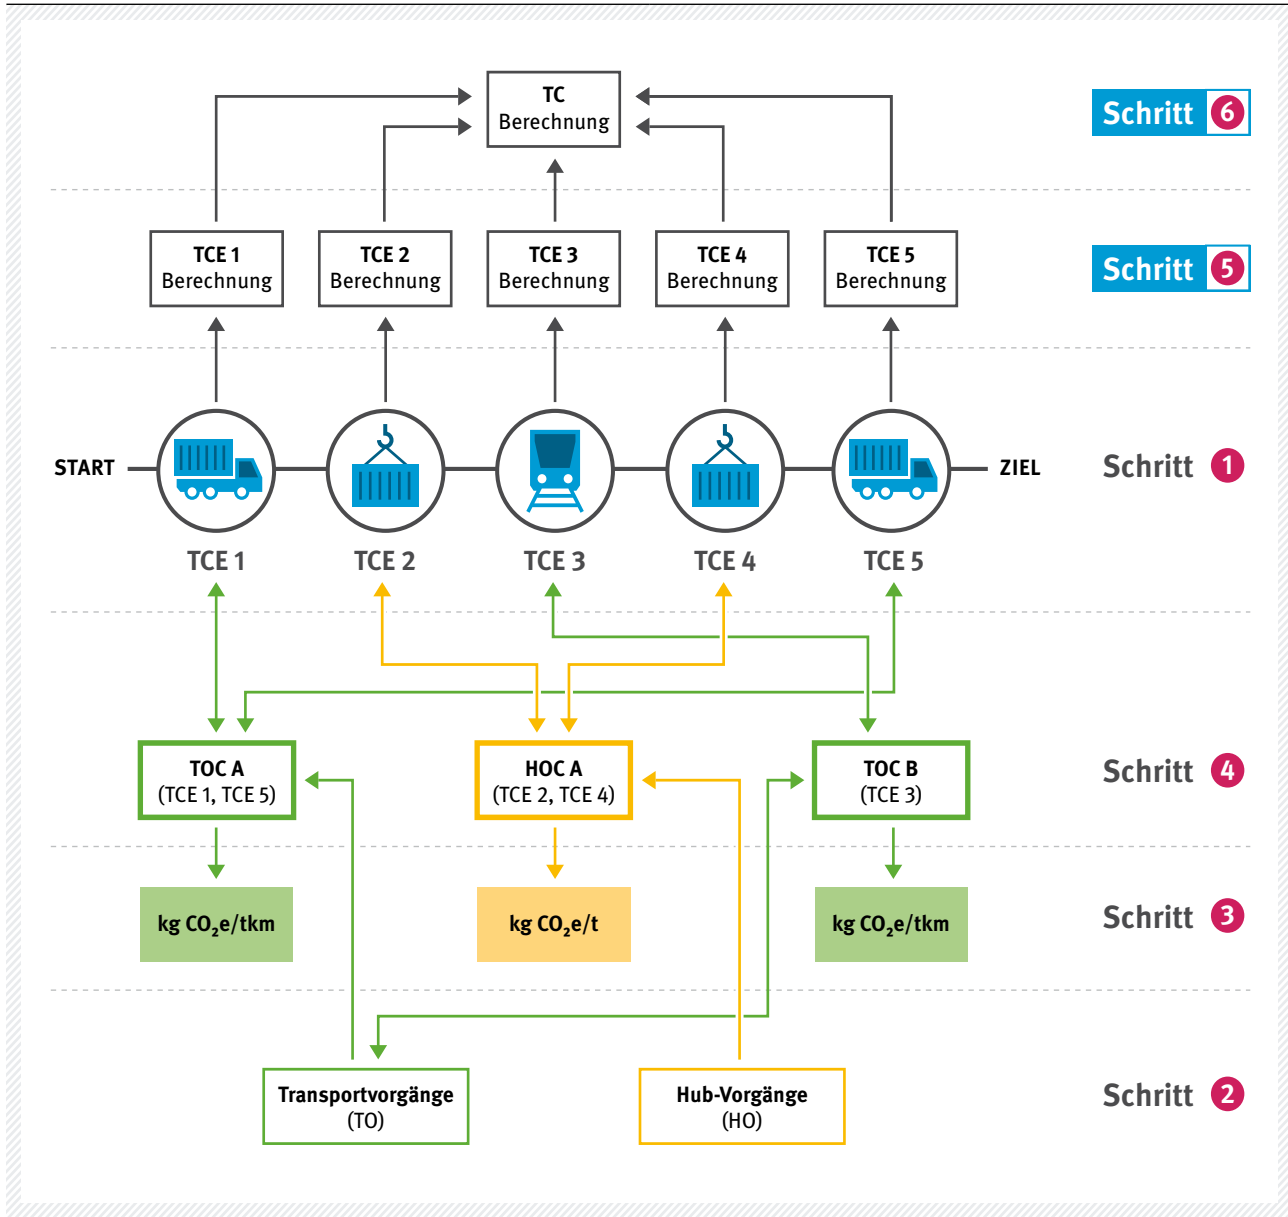 TC
Berechnung
Schritt 6
TCE 1
Berechnung
TCE 2
Berechnung
TCE 3
Berechnung
TCE 4
Berechnung
TCE 5
Berechnung
Schritt 5
START
ZIEL
Schritt 1
TCE 1
TCE 2
TCE 3
TCE 4
TCE 5
TOC A
(TCE 1, TCE 5)
HOC A
(TCE 2, TCE 4)
TOC B
(TCE 3)
Schritt 4
kg CO₂e/tkm
kg CO₂e/t
kg CO₂e/tkm
Schritt 3
Transportvorgänge
(TO)
Hub-Vorgänge
(HO)
Schritt 2